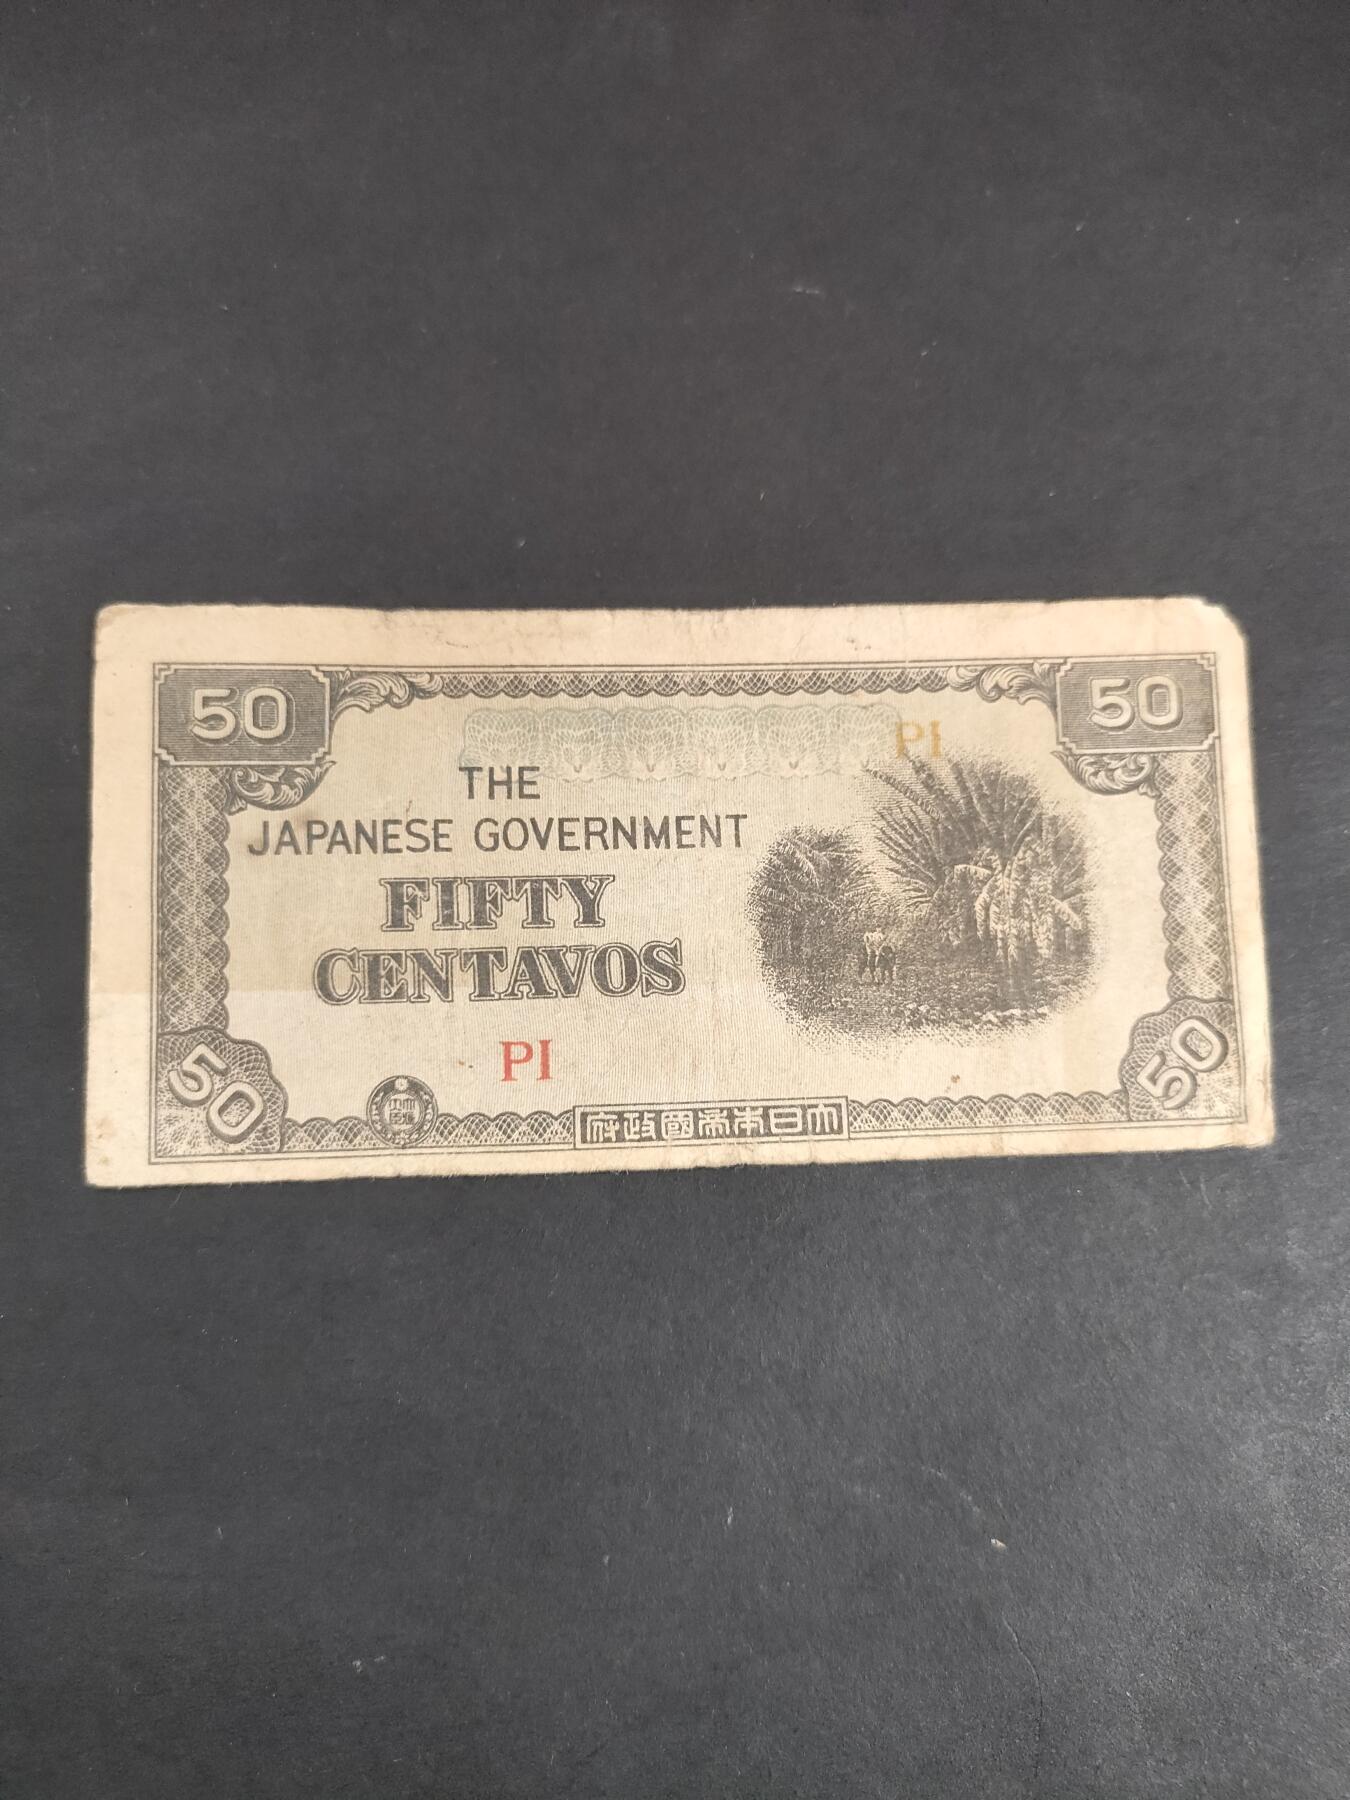 50 50
PI
THE
JAPANESE GOVERNMENT
FIFTY
CENTAVOS
PI
50 50
府政國帝本日大